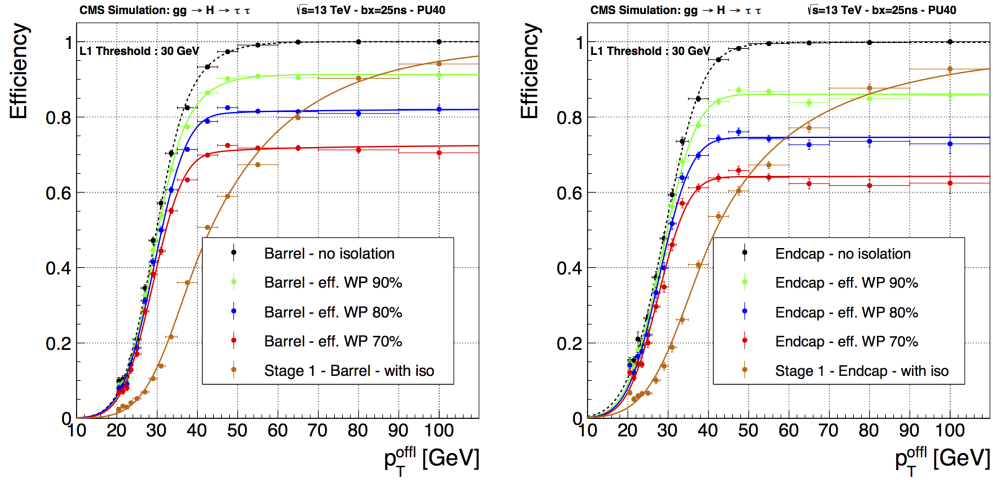 CMS Simulation: gg → H → τ τ √s=13 TeV - bx=25ns - PU40
Efficiency
1
0.8
0.6
0.4
0.2
0
L1 Threshold : 30 GeV
Barrel - no isolation
Barrel - eff. WP 90%
Barrel - eff. WP 80%
Barrel - eff. WP 70%
Stage 1 - Barrel - with iso
10 20 30 40 50 60 70 80 90 100
p_T^offl [GeV]
CMS Simulation: gg → H → τ τ √s=13 TeV - bx=25ns - PU40
Efficiency
1
0.8
0.6
0.4
0.2
0
L1 Threshold : 30 GeV
Endcap - no isolation
Endcap - eff. WP 90%
Endcap - eff. WP 80%
Endcap - eff. WP 70%
Stage 1 - Endcap - with iso
10 20 30 40 50 60 70 80 90 100
p_T^offl [GeV]